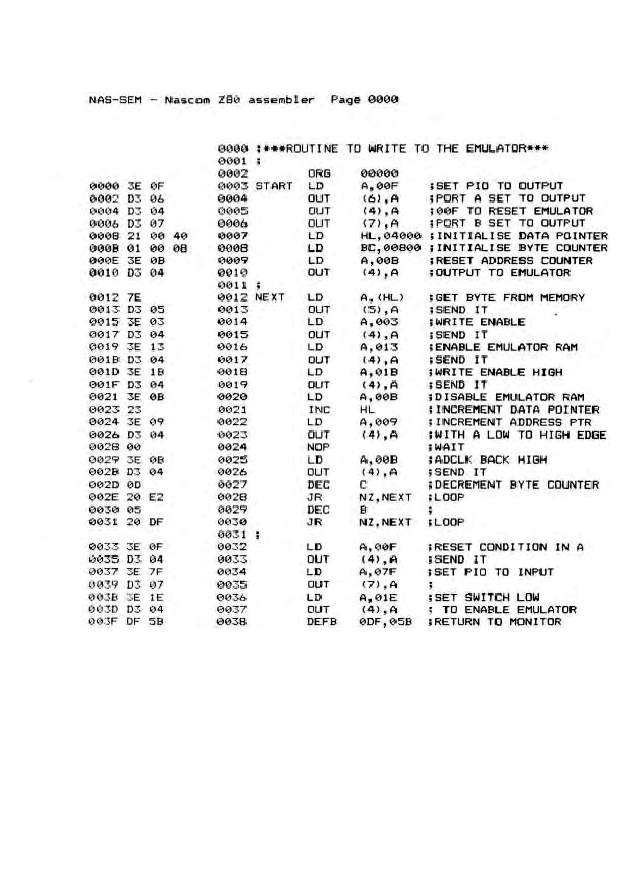 NAS-SEM - Nascom Z80 assembler  Page 0000
0000 ;***ROUTINE TO WRITE TO THE EMULATOR***
0001 ;
0002 ORG 00000
0000 3E 0F 0003 START LD A,00F ;SET PIO TO OUTPUT
0002 D3 06 0004 OUT (6),A ;PORT A SET TO OUTPUT
0004 D3 04 0005 OUT (4),A ;00F TO RESET EMULATOR
0006 D3 07 0006 OUT (7),A ;PORT B SET TO OUTPUT
0008 21 00 40 0007 LD HL,04000 ;INITIALISE DATA POINTER
000B 01 00 08 0008 LD BC,00800 ;INITIALISE BYTE COUNTER
000E 3E 0B 0009 LD A,00B ;RESET ADDRESS COUNTER
0010 D3 04 0010 OUT (4),A ;OUTPUT TO EMULATOR
0011 ;
0012 7E 0012 NEXT LD A,(HL) ;GET BYTE FROM MEMORY
0013 D3 05 0013 OUT (5),A ;SEND IT
0015 3E 03 0014 LD A,003 ;WRITE ENABLE
0017 D3 04 0015 OUT (4),A ;SEND IT
0019 3E 13 0016 LD A,013 ;ENABLE EMULATOR RAM
001B D3 04 0017 OUT (4),A ;SEND IT
001D 3E 1B 0018 LD A,01B ;WRITE ENABLE HIGH
001F D3 04 0019 OUT (4),A ;SEND IT
0021 3E 0B 0020 LD A,00B ;DISABLE EMULATOR RAM
0023 23 0021 INC HL ;INCREMENT DATA POINTER
0024 3E 09 0022 LD A,009 ;INCREMENT ADDRESS PTR
0026 D3 04 0023 OUT (4),A ;WITH A LOW TO HIGH EDGE
0028 00 0024 NOP ;WAIT
0029 3E 0B 0025 LD A,00B ;ADCLK BACK HIGH
002B D3 04 0026 OUT (4),A ;SEND IT
002D 0D 0027 DEC C ;DECREMENT BYTE COUNTER
002E 20 E2 0028 JR NZ,NEXT ;LOOP
0030 05 0029 DEC B ;
0031 20 DF 0030 JR NZ,NEXT ;LOOP
0031 ;
0033 3E 0F 0032 LD A,00F ;RESET CONDITION IN A
0035 D3 04 0033 OUT (4),A ;SEND IT
0037 3E 7F 0034 LD A,07F ;SET PIO TO INPUT
0039 D3 07 0035 OUT (7),A ;
003B 3E 1E 0036 LD A,01E ;SET SWITCH LOW
003D D3 04 0037 OUT (4),A ; TO ENABLE EMULATOR
003F DF 5B 0038 DEFB 0DF,05B ;RETURN TO MONITOR